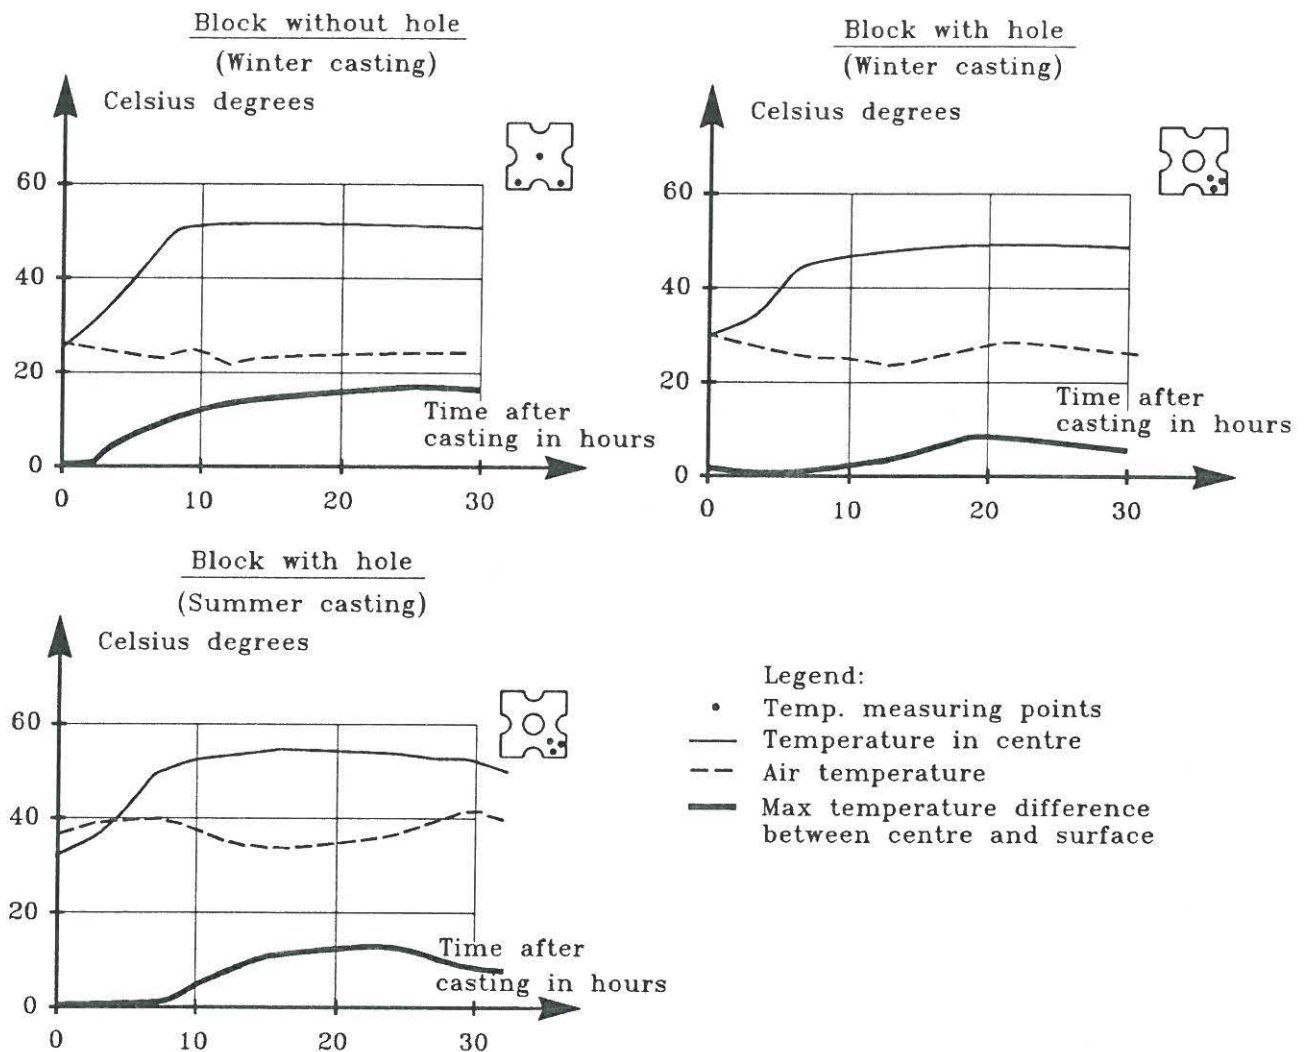 Block without hole
(Winter casting)
Celsius degrees
60
40
20
0
0 10 20 30
Time after
casting in hours
Block with hole
(Winter casting)
Celsius degrees
60
40
20
0
0 10 20 30
Time after
casting in hours
Block with hole
(Summer casting)
Celsius degrees
60
40
20
0
0 10 20 30
Time after
casting in hours
Legend:
Temp. measuring points
Temperature in centre
Air temperature
Max temperature difference
between centre and surface